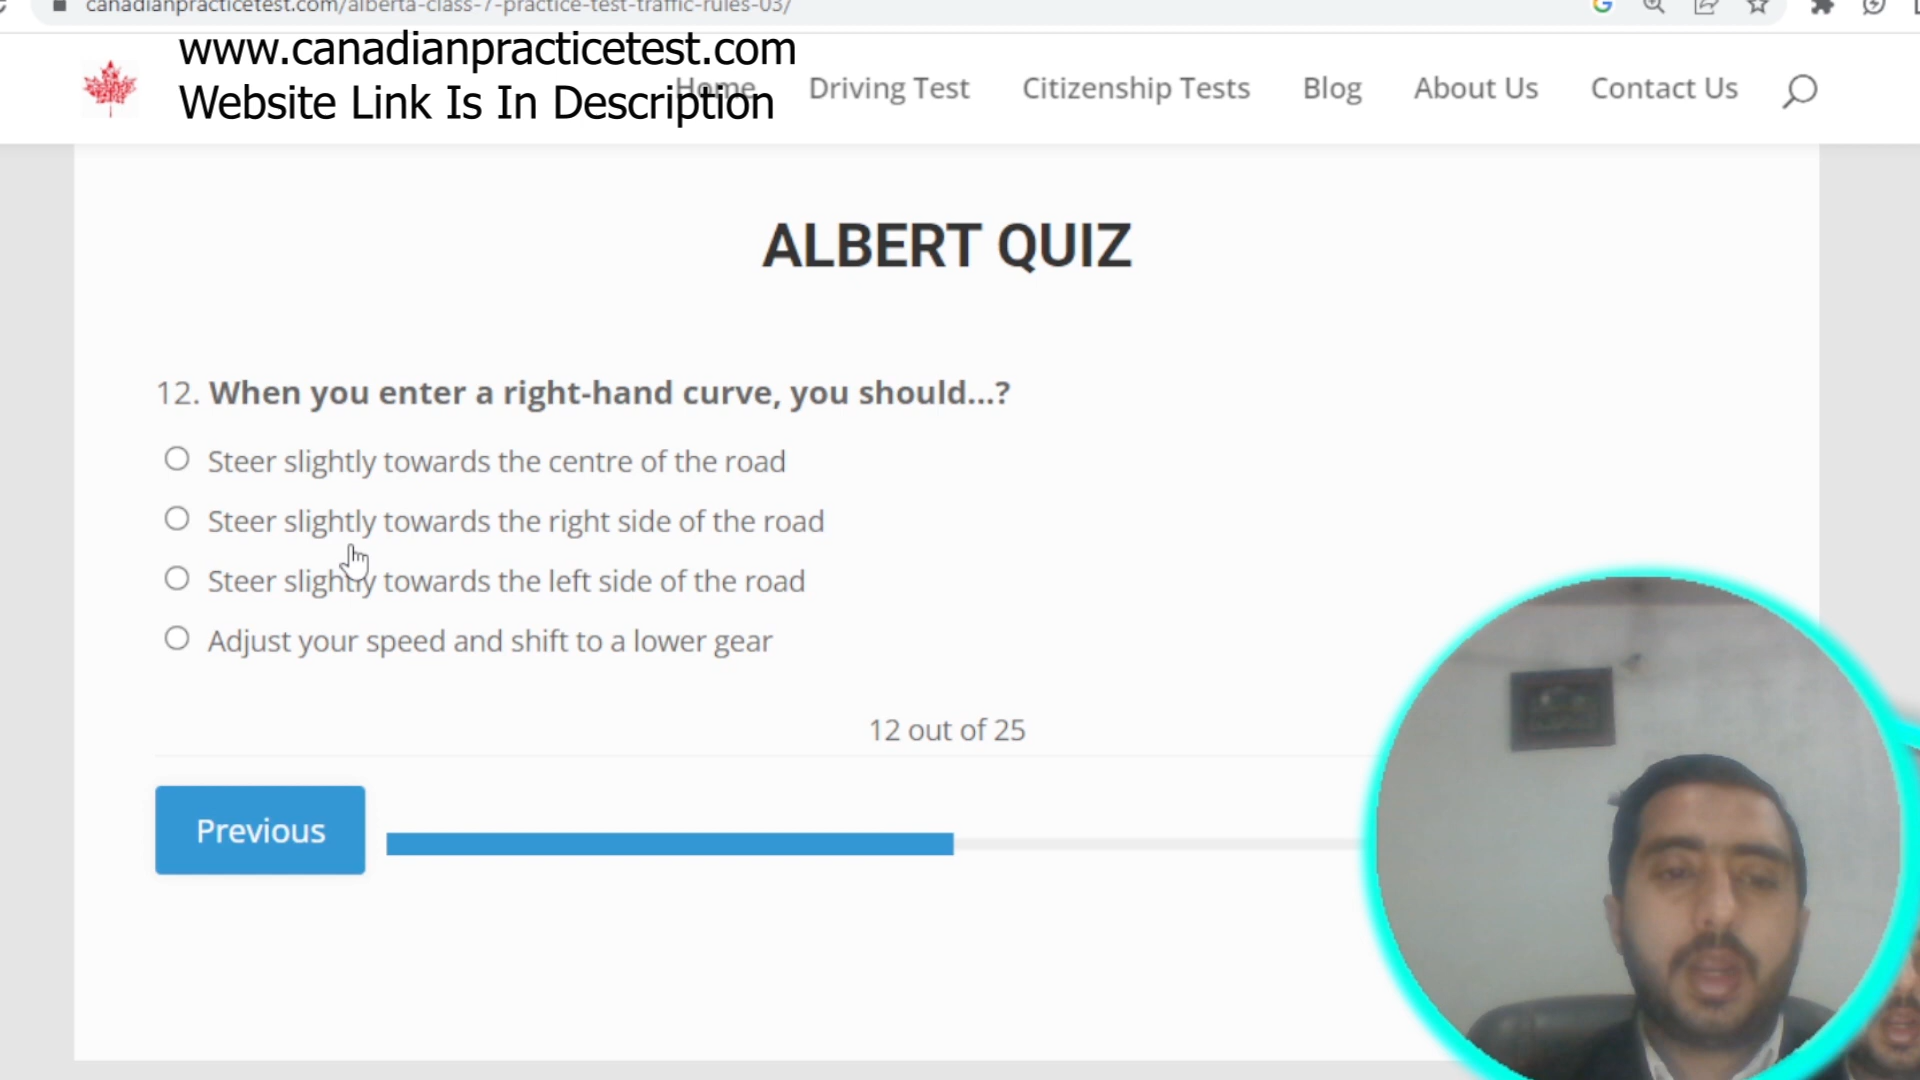 canadianpracticetest.com/alberta-class-7-practice-test-traffic-rules-03/
www.canadianpracticetest.com
Website Link Is In Description
Home Driving Test Citizenship Tests Blog About Us Contact Us
ALBERT QUIZ
12. When you enter a right-hand curve, you should...?
Steer slightly towards the centre of the road
Steer slightly towards the right side of the road
Steer slightly towards the left side of the road
Adjust your speed and shift to a lower gear
12 out of 25
Previous